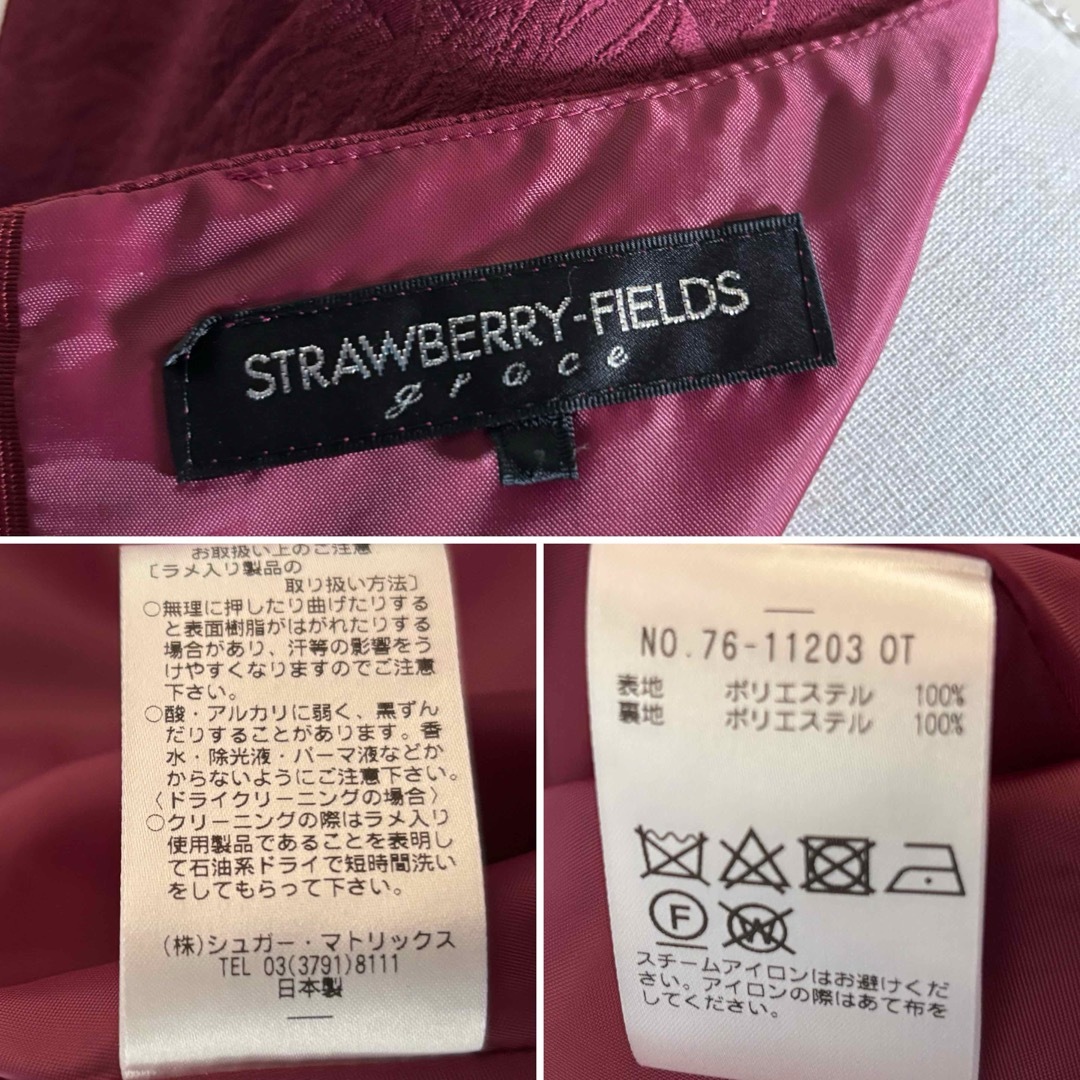 STRAWBERRY-FIELDS
grace
お取扱い上のご注意
〔ラメ入り製品の
取り扱い方法〕
○無理に押したり曲げたりする
と表面樹脂がはがれたりする
場合があり、汗等の影響をう
けやすくなりますのでご注意
下さい。
○酸・アルカリに弱く、黒ずん
だりすることがあります。香
水・除光液・パーマ液などか
からないようにご注意下さい。
〈ドライクリーニングの場合〉
○クリーニングの際はラメ入り
使用製品であることを表明し
て石油系ドライで短時間洗い
をしてもらって下さい。
(株)シュガー・マトリックス
TEL 03(3791)8111
日本製
NO.76-11203 OT
表地 ポリエステル 100%
裏地 ポリエステル 100%
F W
スチームアイロンはお避けくだ
さい。アイロンの際はあて布を
してください。